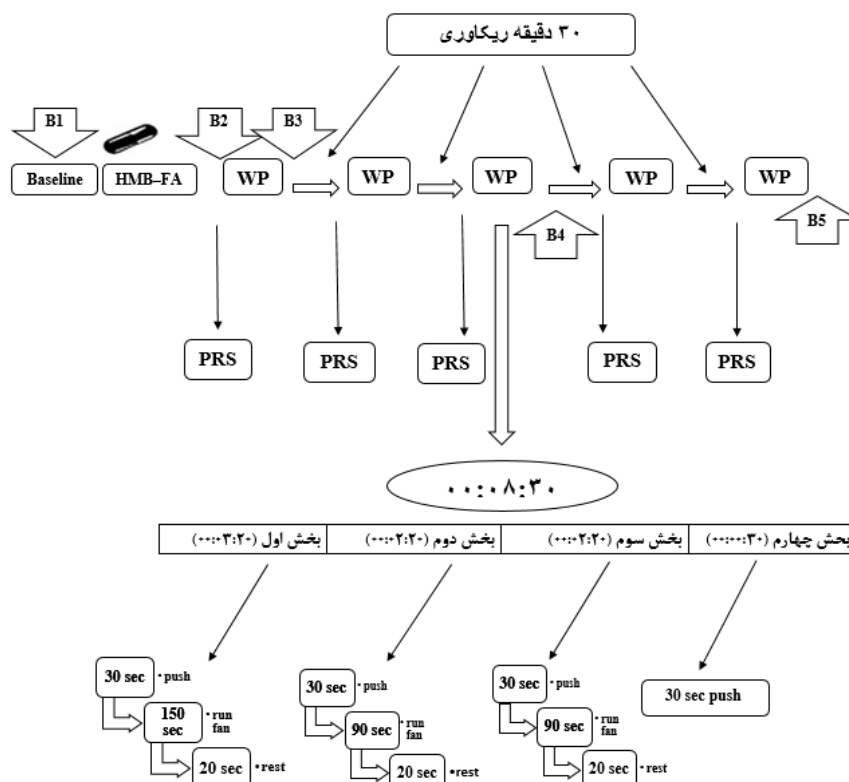 ۳۰ دقیقه ریکاوری
B1
B2
B3
Baseline
HMB–FA
WP
WP
WP
WP
WP
B4
B5
PRS
PRS
PRS
PRS
PRS
۰۰:۰۸:۳۰
بخش اول (۰۰:۰۳:۲۰)
بخش دوم (۰۰:۰۲:۲۰)
بخش سوم (۰۰:۰۲:۲۰)
بحش چهارم (۰۰:۰۰:۳۰)
30 sec
•push
150
sec
•run
fan
20 sec
•rest
30 sec
•push
90 sec
•run
fan
20 sec
•rest
30 sec
•push
90 sec
•run
fan
20 sec
•rest
30 sec push